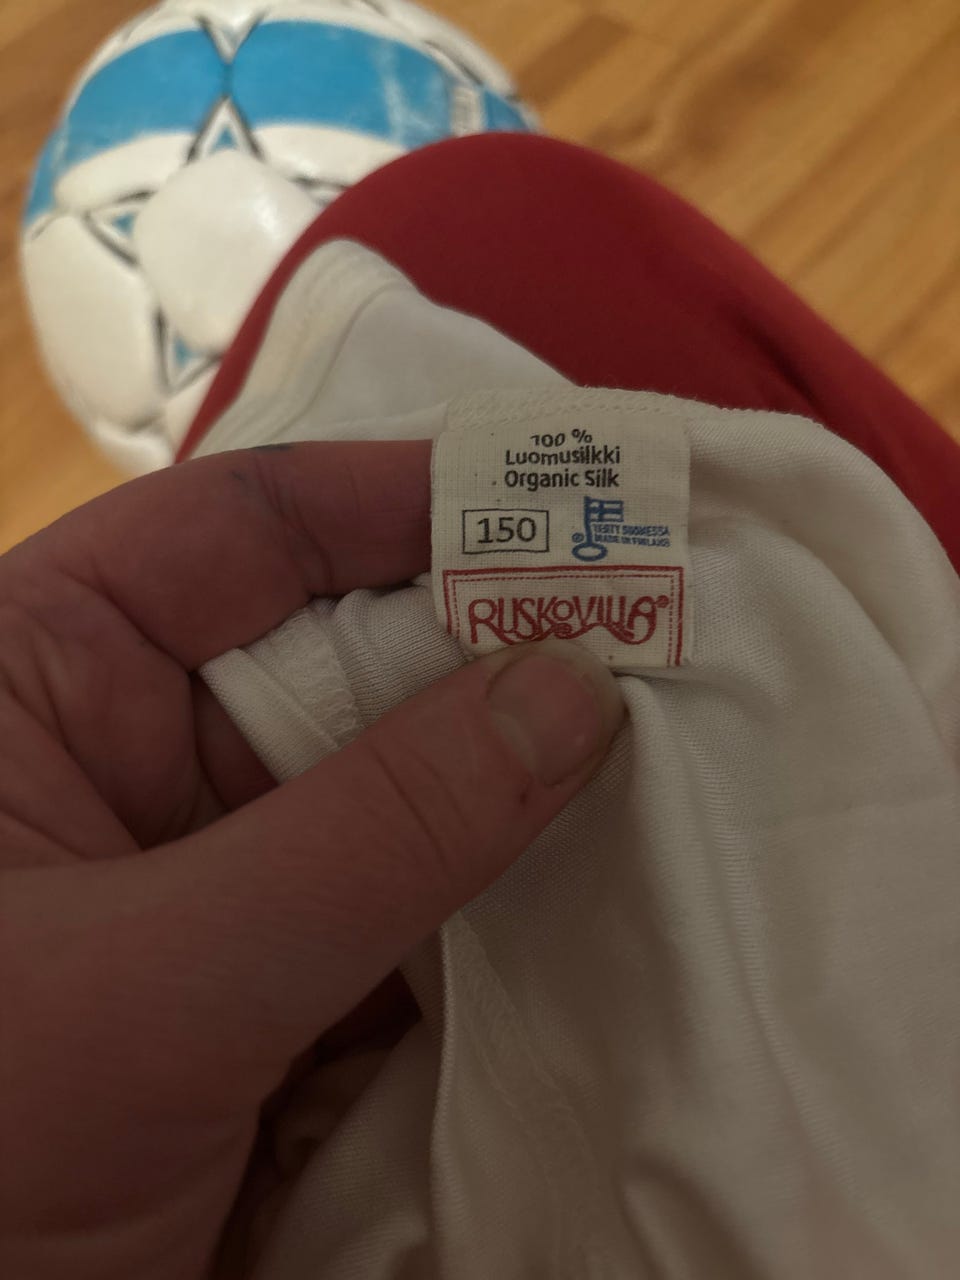 100 %
Luomusilkki
Organic Silk
150
®
TEHTY SUOMESSA
MADE IN FINLAND
RUSKOVILLA®